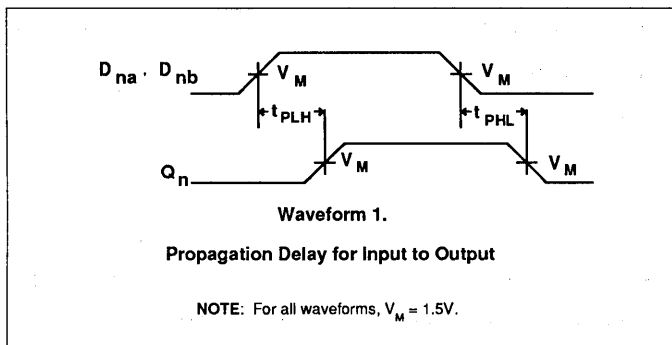 Dna . Dnb
VM
VM
tPLH
tPHL
Qn
VM
VM
Waveform 1.
Propagation Delay for Input to Output
NOTE: For all waveforms, VM = 1.5V.